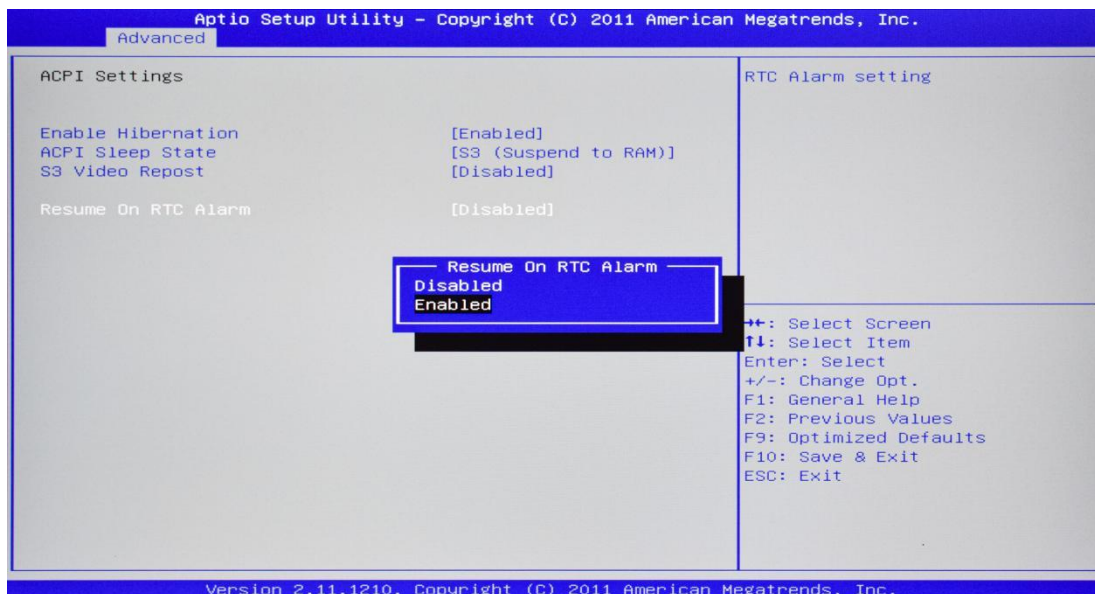 Aptio Setup Utility – Copyright (C) 2011 American Megatrends, Inc.
Advanced
ACPI Settings
RTC Alarm setting
Enable Hibernation [Enabled]
ACPI Sleep State [S3 (Suspend to RAM)]
S3 Video Repost [Disabled]
Resume On RTC Alarm [Disabled]
Resume On RTC Alarm
Disabled
Enabled
→←: Select Screen
↑↓: Select Item
Enter: Select
+/-: Change Opt.
F1: General Help
F2: Previous Values
F9: Optimized Defaults
F10: Save & Exit
ESC: Exit
Version 2.11.1210. Copyright (C) 2011 American Megatrends, Inc.